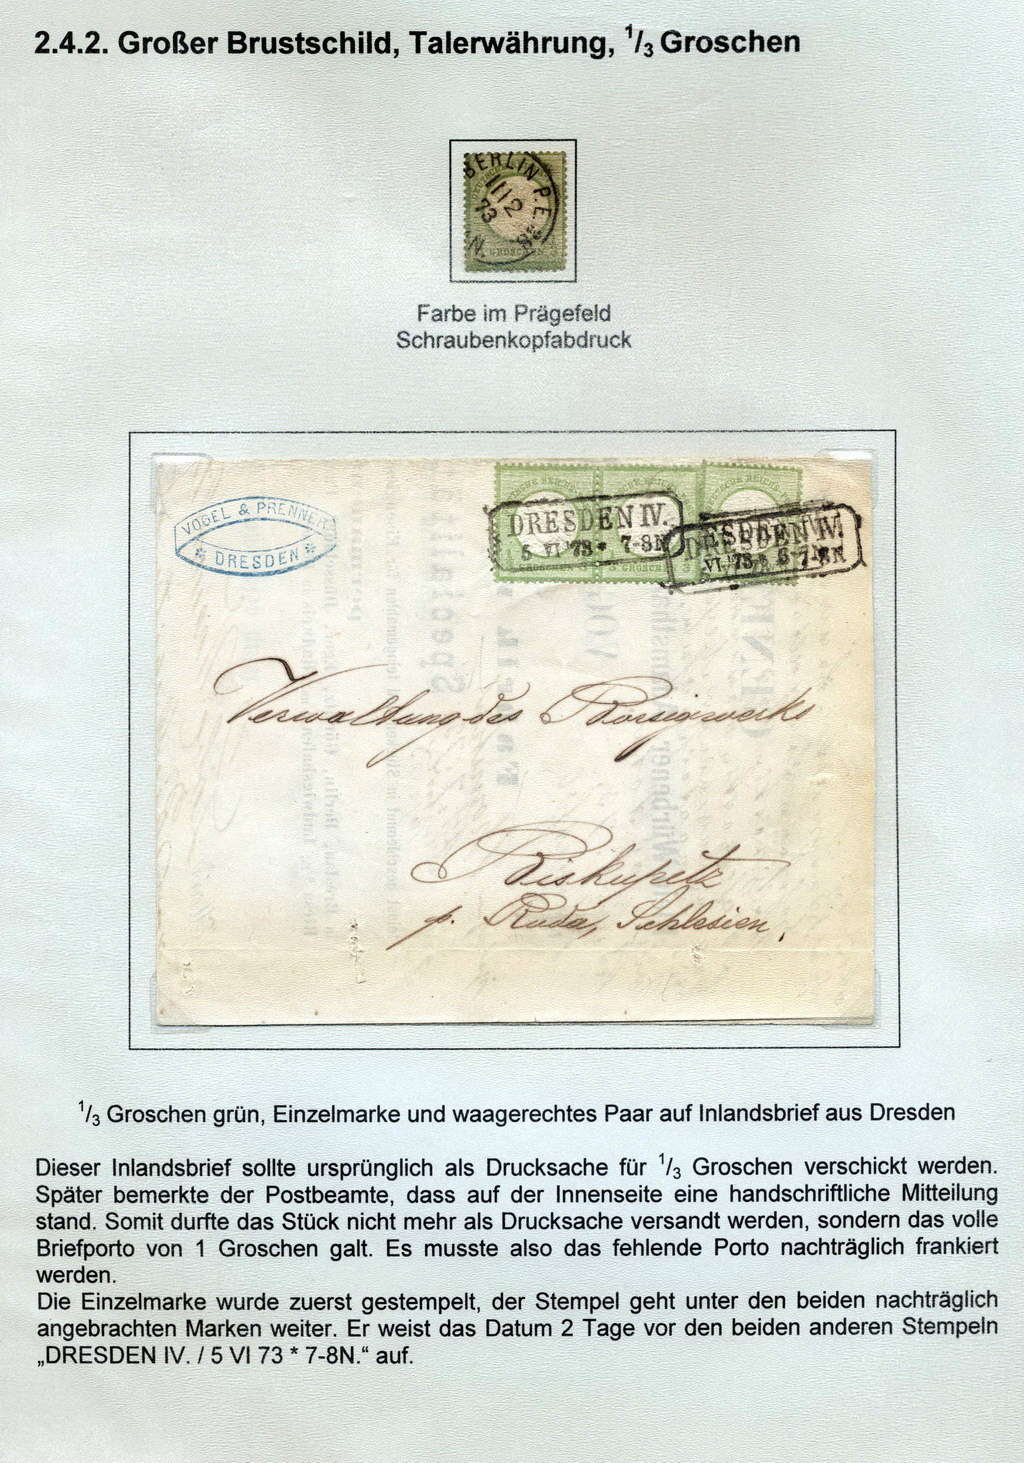 2.4.2. Großer Brustschild, Talerwährung, 1/3 Groschen
BERLIN P.E.
11 12
73
N.
GROSCHEN
Farbe im Prägefeld
Schraubenkopfabdruck
VOGEL & PRENNER
* DRESDEN *
DRESDEN IV.
5 VI 73 * 7-8N
DRESDEN IV.
VI 73 * 7-8N
Verwaltung des Borsigwerks
Biskupitz
p. Ruda, Schlesien.
1/3 Groschen grün, Einzelmarke und waagerechtes Paar auf Inlandsbrief aus Dresden
Dieser Inlandsbrief sollte ursprünglich als Drucksache für 1/3 Groschen verschickt werden.
Später bemerkte der Postbeamte, dass auf der Innenseite eine handschriftliche Mitteilung
stand. Somit durfte das Stück nicht mehr als Drucksache versandt werden, sondern das volle
Briefporto von 1 Groschen galt. Es musste also das fehlende Porto nachträglich frankiert
werden.
Die Einzelmarke wurde zuerst gestempelt, der Stempel geht unter den beiden nachträglich
angebrachten Marken weiter. Er weist das Datum 2 Tage vor den beiden anderen Stempeln
„DRESDEN IV. / 5 VI 73 * 7-8N.“ auf.